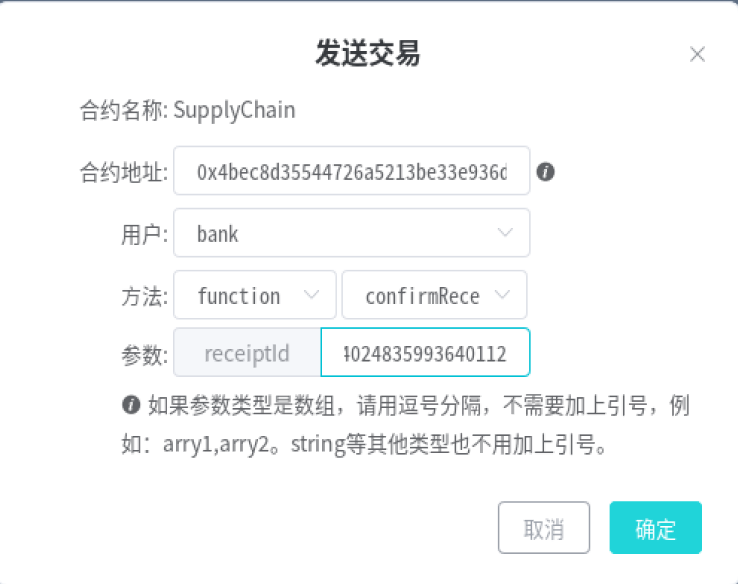 发送交易
合约名称: SupplyChain
合约地址: 0x4bec8d35544726a5213be33e936d
用户: bank
方法: function confirmRece
参数: receiptId 4024835993640112
如果参数类型是数组，请用逗号分隔，不需要加上引号，例
如：arry1,arry2。string等其他类型也不用加上引号。
取消 确定